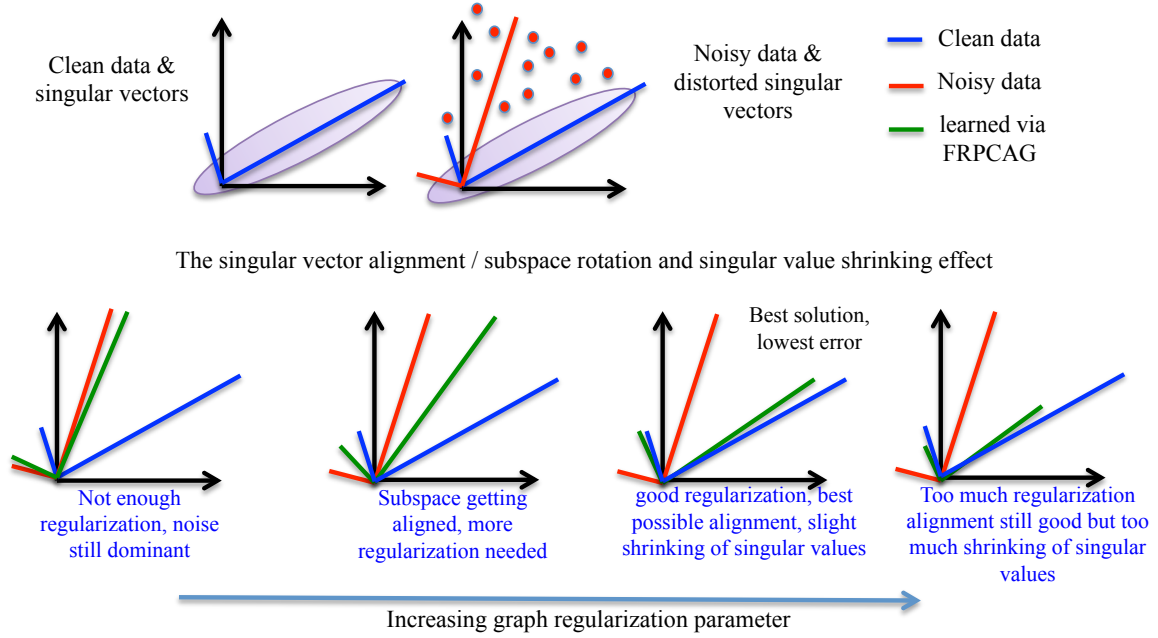 Clean data &
singular vectors
Noisy data &
distorted singular
vectors
Clean data
Noisy data
learned via
FRPCAG
The singular vector alignment / subspace rotation and singular value shrinking effect
Best solution,
lowest error
Not enough
regularization, noise
still dominant
Subspace getting
aligned, more
regularization needed
good regularization, best
possible alignment, slight
shrinking of singular values
Too much regularization
alignment still good but too
much shrinking of singular
values
Increasing graph regularization parameter